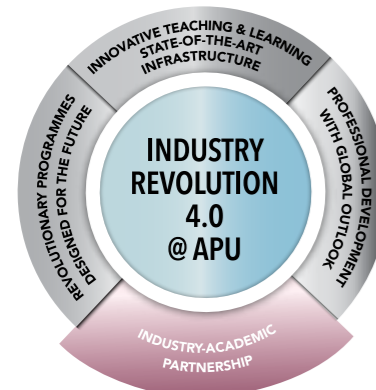 INNOVATIVE TEACHING & LEARNING
STATE-OF-THE-ART
INFRASTRUCTURE
REVOLUTIONARY PROGRAMMES
DESIGNED FOR THE FUTURE
INDUSTRY
REVOLUTION
4.0
@ APU
PROFESSIONAL DEVELOPMENT
WITH GLOBAL OUTLOOK
INDUSTRY-ACADEMIC
PARTNERSHIP